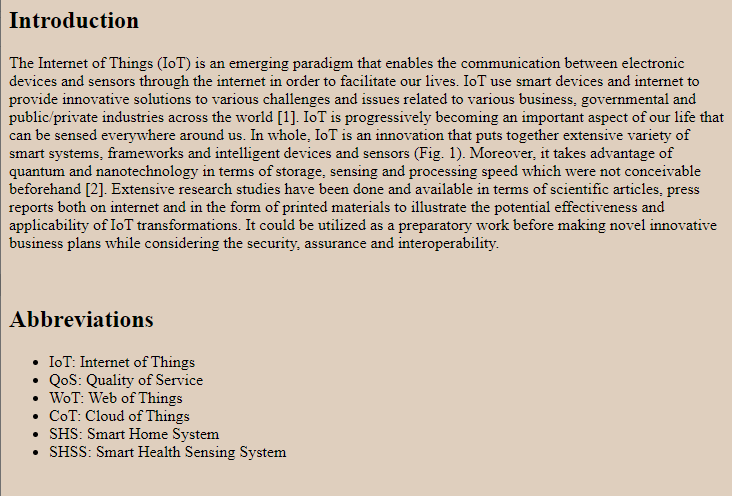 Introduction
The Internet of Things (IoT) is an emerging paradigm that enables the communication between electronic
devices and sensors through the internet in order to facilitate our lives. IoT use smart devices and internet to
provide innovative solutions to various challenges and issues related to various business, governmental and
public/private industries across the world [1]. IoT is progressively becoming an important aspect of our life that
can be sensed everywhere around us. In whole, IoT is an innovation that puts together extensive variety of
smart systems, frameworks and intelligent devices and sensors (Fig. 1). Moreover, it takes advantage of
quantum and nanotechnology in terms of storage, sensing and processing speed which were not conceivable
beforehand [2]. Extensive research studies have been done and available in terms of scientific articles, press
reports both on internet and in the form of printed materials to illustrate the potential effectiveness and
applicability of IoT transformations. It could be utilized as a preparatory work before making novel innovative
business plans while considering the security, assurance and interoperability.
Abbreviations
• IoT: Internet of Things
• QoS: Quality of Service
• WoT: Web of Things
• CoT: Cloud of Things
• SHS: Smart Home System
• SHSS: Smart Health Sensing System